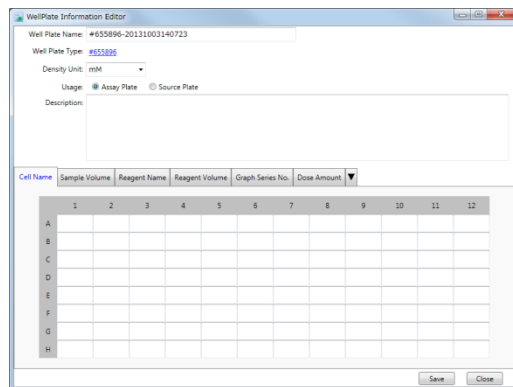 WellPlate Information Editor
Well Plate Name: #655896-20131003140723
Well Plate Type: #655896
Density Unit: mM
Usage: Assay Plate Source Plate
Description:
Cell Name Sample Volume Reagent Name Reagent Volume Graph Series No. Dose Amount
1 2 3 4 5 6 7 8 9 10 11 12
A
B
C
D
E
F
G
H
Save Close